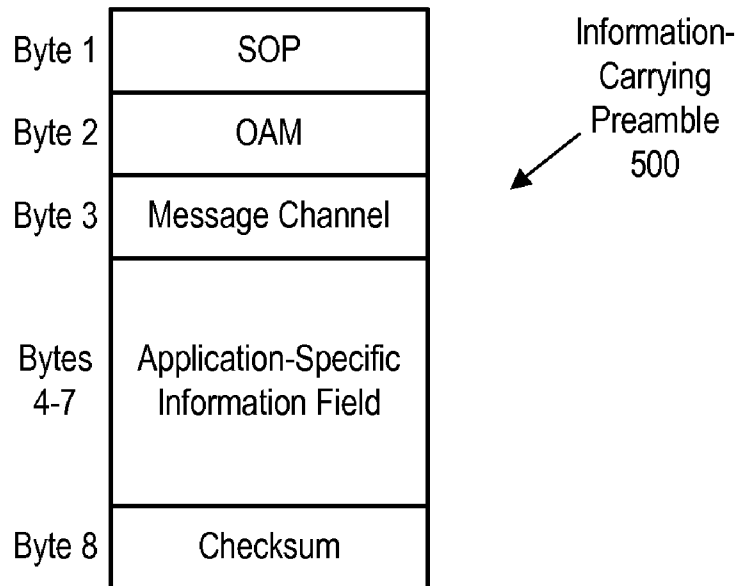 Byte 1
SOP
Byte 2
OAM
Byte 3
Message Channel
Bytes
4-7
Application-Specific
Information Field
Byte 8
Checksum
Information-
Carrying
Preamble
500